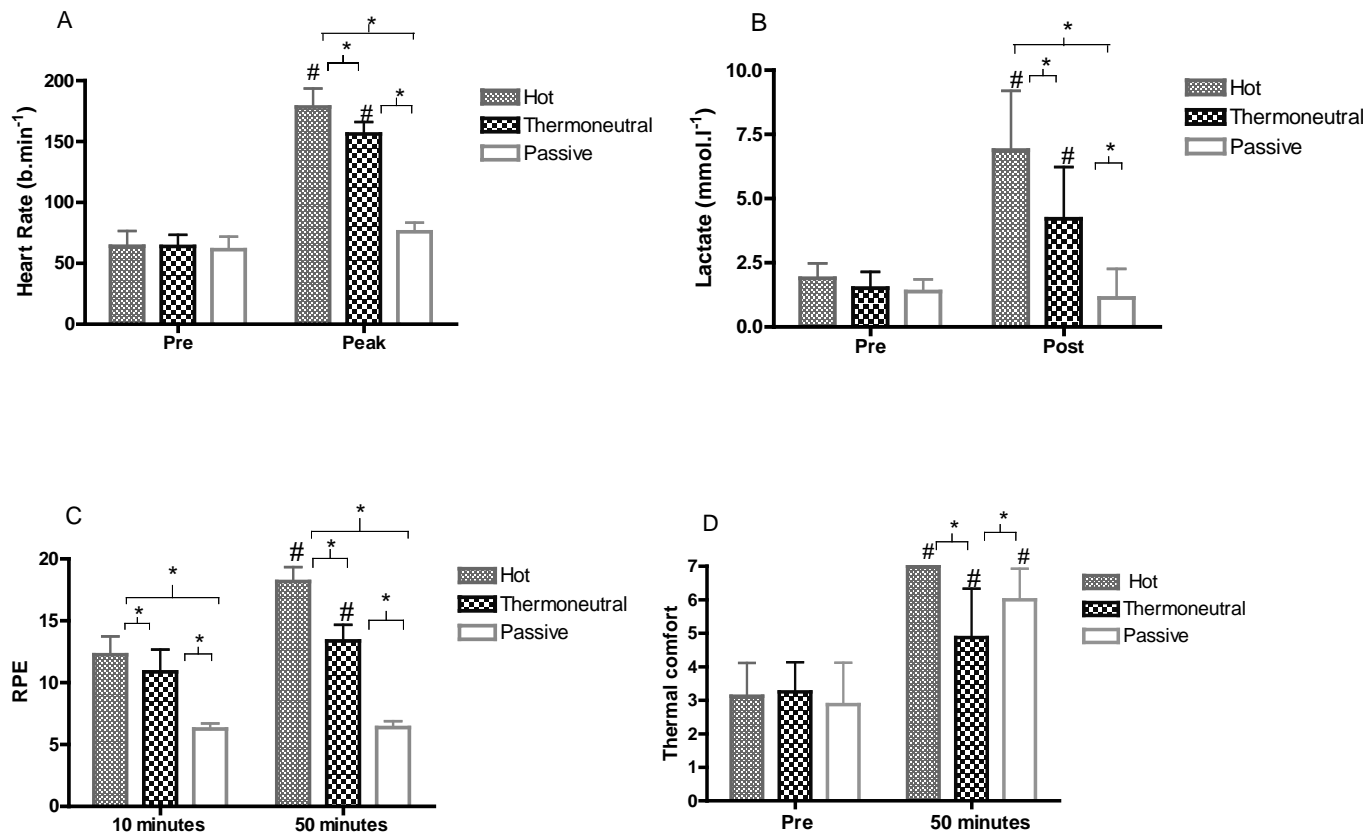 A
*
*
#
*
#
200
150
100
50
0
Heart Rate (b.min-1)
Pre
Peak
Hot
Thermoneutral
Passive
B
*
#
*
#
*
10.0
7.5
5.0
2.5
0.0
Lactate (mmol.l-1)
Pre
Post
Hot
Thermoneutral
Passive
C
*
#
*
#
*
*
*
*
20
15
10
5
0
RPE
10 minutes
50 minutes
Hot
Thermoneutral
Passive
D
*
*
#
#
#
7
6
5
4
3
2
1
0
Thermal comfort
Pre
50 minutes
Hot
Thermoneutral
Passive